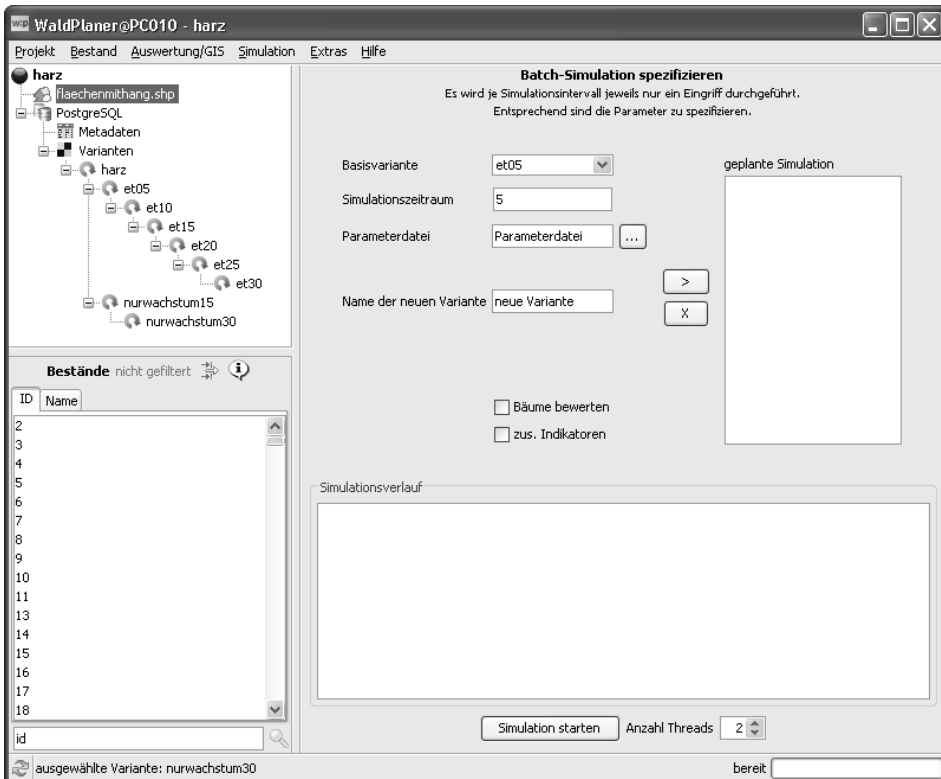 w:p WaldPlaner@PC010 - harz
Projekt Bestand Auswertung/GIS Simulation Extras Hilfe
harz
flaechenmithang.shp
PostgreSQL
Metadaten
Varianten
harz
et05
et10
et15
et20
et25
et30
nurwachstum15
nurwachstum30
Bestände nicht gefiltert
ID Name
2
3
4
5
6
7
8
9
10
11
13
14
15
16
17
18
id
Batch-Simulation spezifizieren
Es wird je Simulationsintervall jeweils nur ein Eingriff durchgeführt.
Entsprechend sind die Parameter zu spezifizieren.
Basisvariante et05
Simulationszeitraum 5
Parameterdatei Parameterdatei ...
Name der neuen Variante neue Variante
>
X
geplante Simulation
Bäume bewerten
zus. Indikatoren
Simulationsverlauf
Simulation starten Anzahl Threads 2
ausgewählte Variante: nurwachstum30 bereit